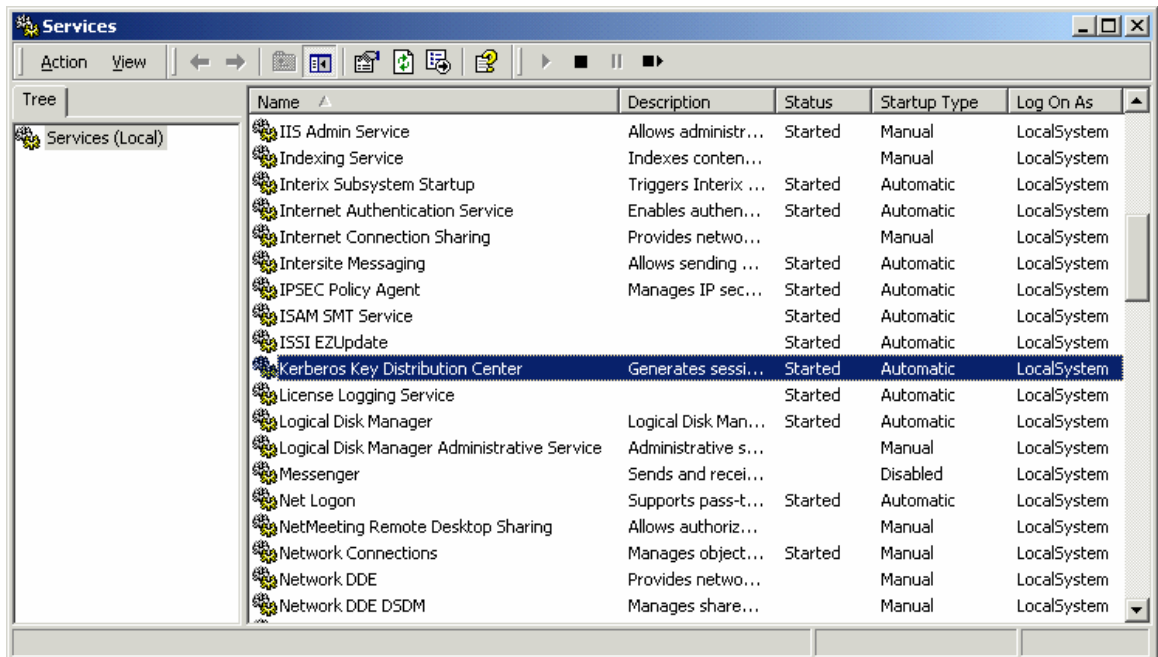 Services
Action View
Tree
Services (Local)
Name Description Status Startup Type Log On As
IIS Admin Service Allows administr... Started Manual LocalSystem
Indexing Service Indexes conten... Manual LocalSystem
Interix Subsystem Startup Triggers Interix ... Started Automatic LocalSystem
Internet Authentication Service Enables authen... Started Automatic LocalSystem
Internet Connection Sharing Provides netwo... Manual LocalSystem
Intersite Messaging Allows sending ... Started Automatic LocalSystem
IPSEC Policy Agent Manages IP sec... Started Automatic LocalSystem
ISAM SMT Service Started Automatic LocalSystem
ISSI EZUpdate Started Automatic LocalSystem
Kerberos Key Distribution Center Generates sessi... Started Automatic LocalSystem
License Logging Service Started Automatic LocalSystem
Logical Disk Manager Logical Disk Man... Started Automatic LocalSystem
Logical Disk Manager Administrative Service Administrative s... Manual LocalSystem
Messenger Sends and recei... Disabled LocalSystem
Net Logon Supports pass-t... Started Automatic LocalSystem
NetMeeting Remote Desktop Sharing Allows authoriz... Manual LocalSystem
Network Connections Manages object... Started Manual LocalSystem
Network DDE Provides netwo... Manual LocalSystem
Network DDE DSDM Manages share... Manual LocalSystem